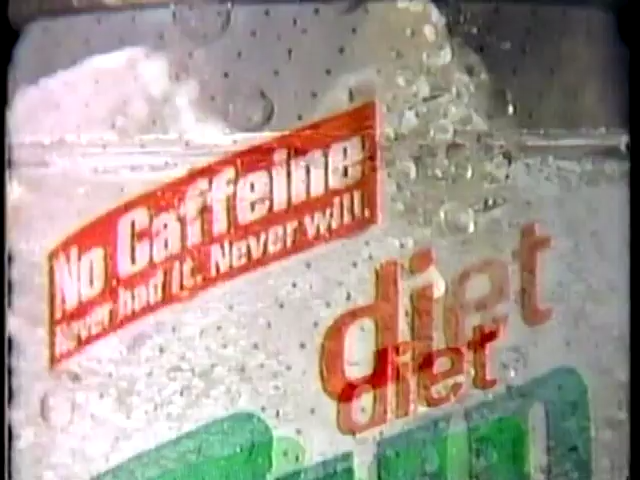 No Caffeine
Never had it. Never will.
diet
diet